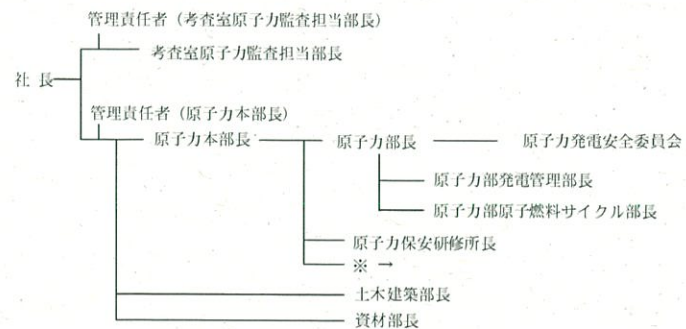 管理責任者（考査室原子力監査担当部長）
考査室原子力監査担当部長
社 長
管理責任者（原子力本部長）
原子力本部長 原子力部長 原子力発電安全委員会
原子力部発電管理部長
原子力部原子燃料サイクル部長
原子力保安研修所長
※ →
土木建築部長
資材部長